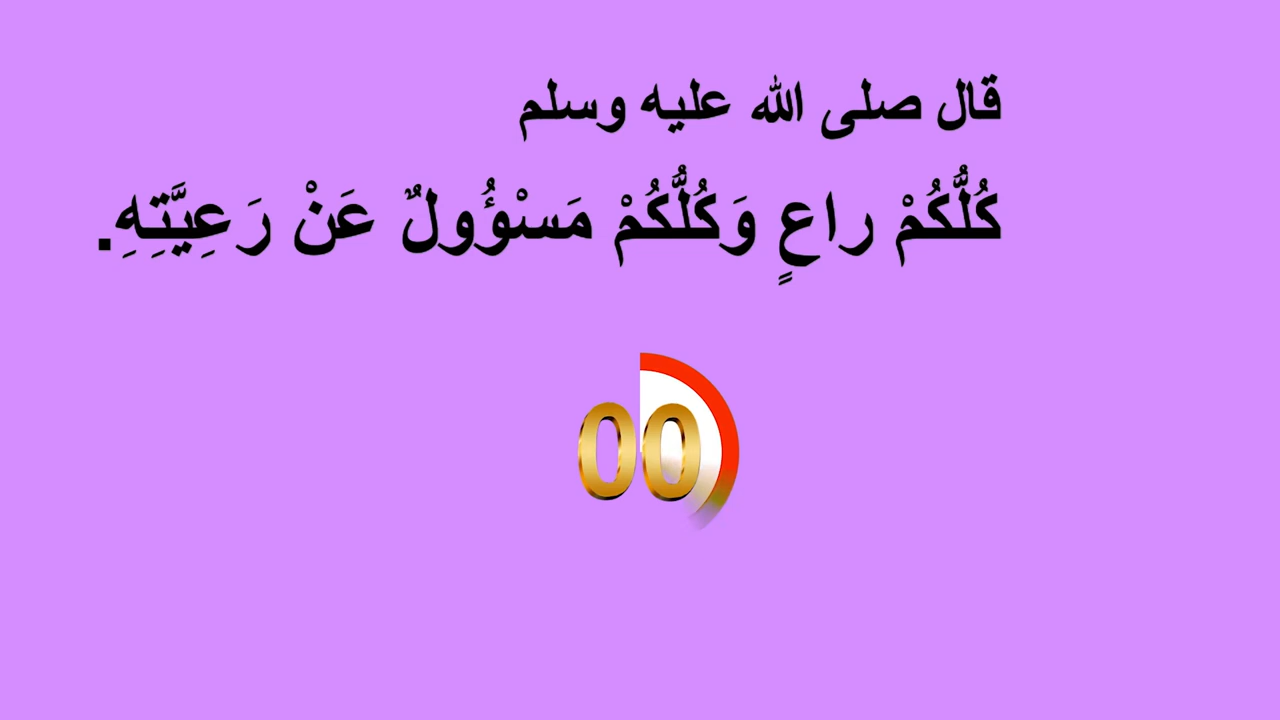 قال صلى الله عليه وسلم
كُلُّكُمْ راعٍ وَكُلُّكُمْ مَسْؤُولٌ عَنْ رَعِيَّتِهِ.
00